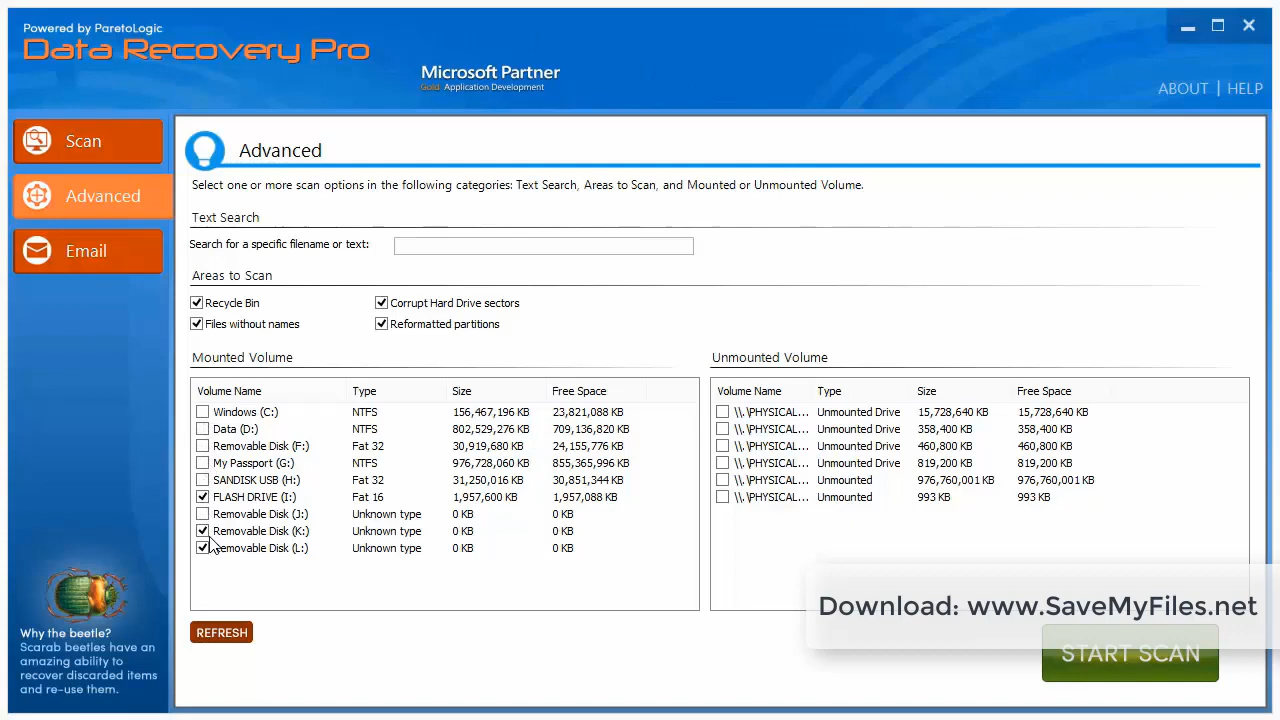 Powered by ParetoLogic
Data Recovery Pro
Microsoft Partner
Gold Application Development
ABOUT | HELP
Scan
Advanced
Email
Advanced
Select one or more scan options in the following categories: Text Search, Areas to Scan, and Mounted or Unmounted Volume.
Text Search
Search for a specific filename or text:
Areas to Scan
Recycle Bin Corrupt Hard Drive sectors
Files without names Reformatted partitions
Mounted Volume
Volume Name Type Size Free Space
Windows (C:) NTFS 156,467,196 KB 23,821,088 KB
Data (D:) NTFS 802,529,276 KB 709,136,820 KB
Removable Disk (F:) Fat 32 30,919,680 KB 24,155,776 KB
My Passport (G:) NTFS 976,728,060 KB 855,365,996 KB
SANDISK USB (H:) Fat 32 31,250,016 KB 30,851,344 KB
FLASH DRIVE (I:) Fat 16 1,957,600 KB 1,957,088 KB
Removable Disk (J:) Unknown type 0 KB 0 KB
Removable Disk (K:) Unknown type 0 KB 0 KB
Removable Disk (L:) Unknown type 0 KB 0 KB
Unmounted Volume
Volume Name Type Size Free Space
\\.\PHYSICAL... Unmounted Drive 15,728,640 KB 15,728,640 KB
\\.\PHYSICAL... Unmounted Drive 358,400 KB 358,400 KB
\\.\PHYSICAL... Unmounted Drive 460,800 KB 460,800 KB
\\.\PHYSICAL... Unmounted Drive 819,200 KB 819,200 KB
\\.\PHYSICAL... Unmounted 976,760,001 KB 976,760,001 KB
\\.\PHYSICAL... Unmounted 993 KB 993 KB
REFRESH
Download: www.SaveMyFiles.net
START SCAN
Why the beetle?
Scarab beetles have an
amazing ability to
recover discarded items
and re-use them.